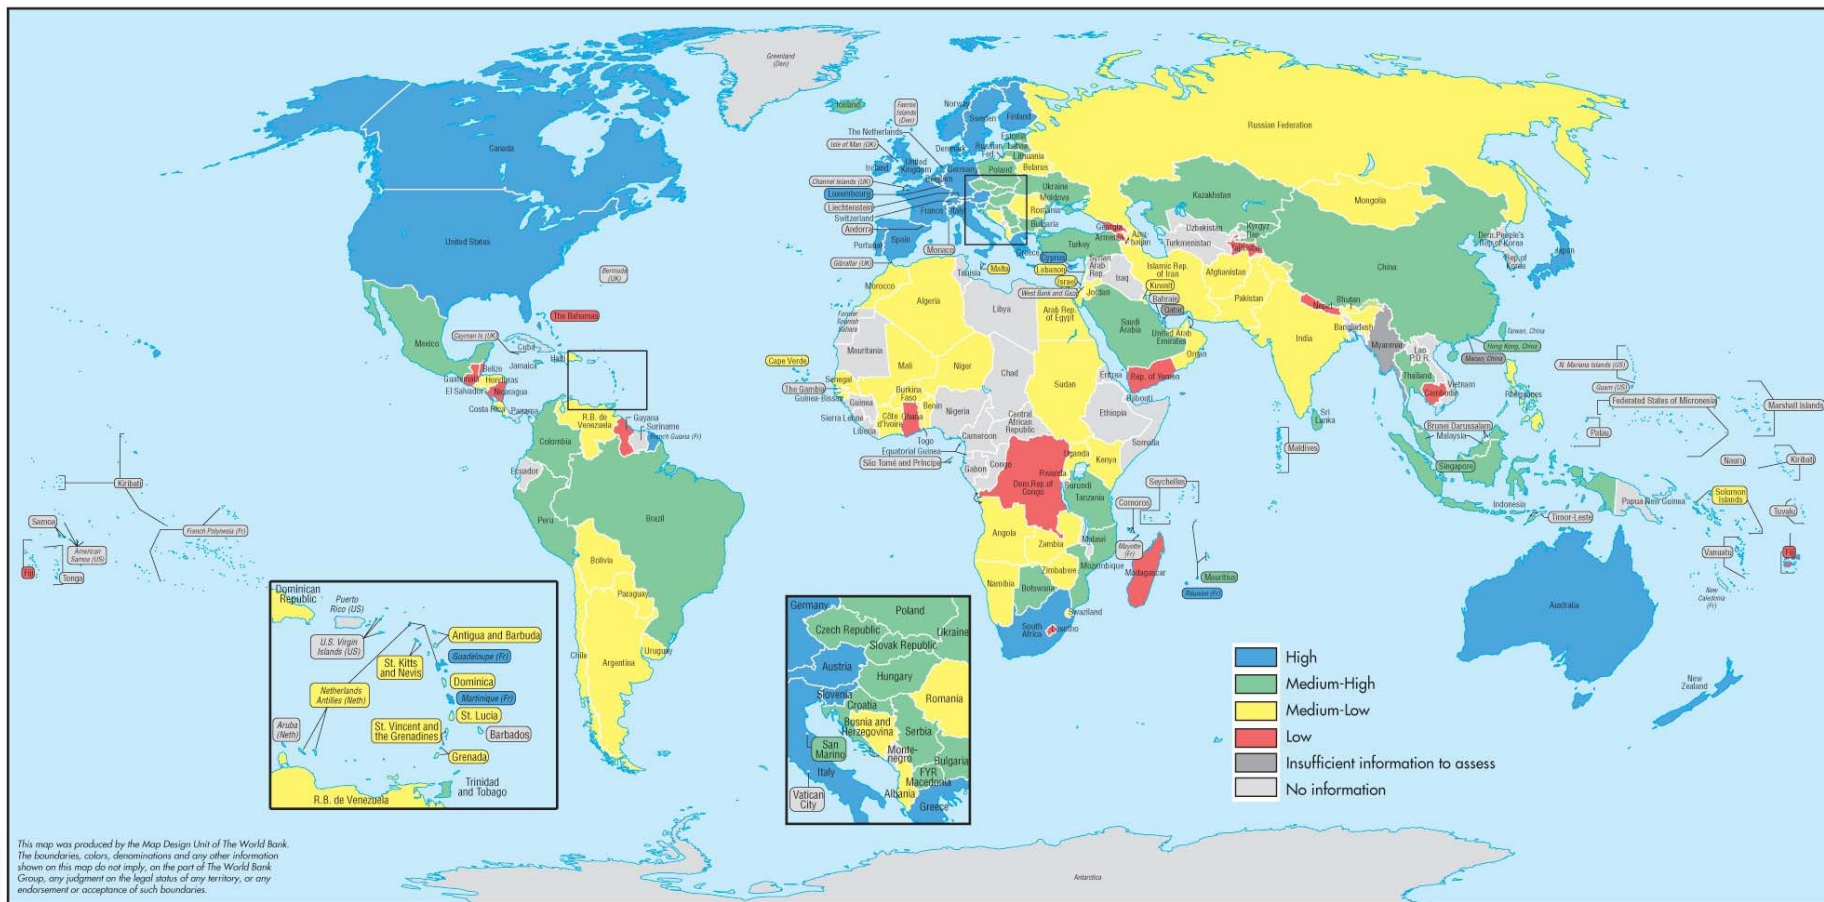 Greenland
(Den)
Iceland
Faeroe
Islands
(Den)
Norway
Sweden
Finland
The Netherlands
Isle of Man (UK)
Estonia
Latvia
Lithuania
Russian
Fed.
Denmark
Ireland
United
Kingdom
Germany
Poland
Belarus
Russian Federation
Canada
Channel Islands (UK)
Luxembourg
Liechtenstein
Switzerland
France
Italy
Ukraine
Moldova
Romania
Bulgaria
Kazakhstan
Mongolia
Andorra
Portugal
Spain
Monaco
Greece
Gibraltar (UK)
United States
Georgia
Armenia
Azer-
baijan
Uzbekistan
Turkmenistan
Kyrgyz
Rep.
Dem.People's
Rep.of Korea
Rep.of
Korea
Japan
China
Turkey
Cyprus
Lebanon
Israel
Syrian
Arab
Rep.
Iraq
Islamic Rep.
of Iran
Afghanistan
Pakistan
West Bank and Gaza
Jordan
Kuwait
Bahrain
Qatar
Tunisia
Malta
Morocco
Algeria
Libya
Arab Rep.
of Egypt
Saudi
Arabia
United Arab
Emirates
Oman
Nepal
Bhutan
Bangladesh
India
Myanmar
Lao
P.D.R.
Thailand
Vietnam
Cambodia
Taiwan, China
Hong Kong, China
Macao, China
Philippines
Bermuda
(UK)
The Bahamas
Mexico
Cayman Is.(UK)
Cuba
Haiti
Jamaica
Belize
Guatemala
Honduras
El Salvador
Nicaragua
Costa Rica
Panama
R.B. de
Venezuela
Guyana
Suriname
French Guiana (Fr)
Colombia
Ecuador
Peru
Brazil
Bolivia
Paraguay
Chile
Argentina
Uruguay
Former
Spanish
Sahara
Mauritania
Mali
Niger
Chad
Sudan
Eritrea
Rep. of Yemen
Djibouti
Ethiopia
Somalia
Cape Verde
Senegal
The Gambia
Guinea-Bissau
Guinea
Sierra Leone
Liberia
Côte
d'Ivoire
Burkina
Faso
Ghana
Benin
Togo
Nigeria
Cameroon
Central
African
Republic
Equatorial Guinea
São Tomé and Príncipe
Gabon
Congo
Dem.Rep.of
Congo
Uganda
Kenya
Rwanda
Burundi
Tanzania
Angola
Zambia
Malawi
Mozambique
Zimbabwe
Namibia
Botswana
Swaziland
South
Africa
Lesotho
Madagascar
Comoros
Seychelles
Mayotte
(Fr)
Mauritius
Réunion (Fr)
Sri
Lanka
Maldives
Brunei Darussalam
Malaysia
Singapore
Indonesia
Timor-Leste
Papua New Guinea
Solomon
Islands
N. Mariana Islands (US)
Guam (US)
Federated States of Micronesia
Palau
Marshall Islands
Nauru
Kiribati
Tuvalu
Vanuatu
Fiji
New
Caledonia
(Fr)
Australia
New
Zealand
Kiribati
Samoa
American
Samoa (US)
French Polynesia (Fr)
Fiji
Tonga
Dominican
Republic
Puerto
Rico (US)
U.S. Virgin
Islands (US)
Antigua and Barbuda
Guadeloupe (Fr)
St. Kitts
and Nevis
Dominica
Netherlands
Antilles (Neth)
Martinique (Fr)
St. Lucia
Aruba
(Neth)
St. Vincent and
the Grenadines
Barbados
Grenada
Trinidad
and Tobago
R.B. de Venezuela
Germany
Poland
Czech Republic
Ukraine
Slovak Republic
Austria
Hungary
Slovenia
Romania
Croatia
Bosnia and
Herzegovina
Serbia
San
Marino
Monte-
negro
Bulgaria
Italy
FYR
Macedonia
Vatican
City
Albania
Greece
High
Medium-High
Medium-Low
Low
Insufficient information to assess
No information
This map was produced by the Map Design Unit of The World Bank.
The boundaries, colors, denominations and any other information
shown on this map do not imply, on the part of The World Bank
Group, any judgment on the legal status of any territory, or any
endorsement or acceptance of such boundaries.
Antarctica